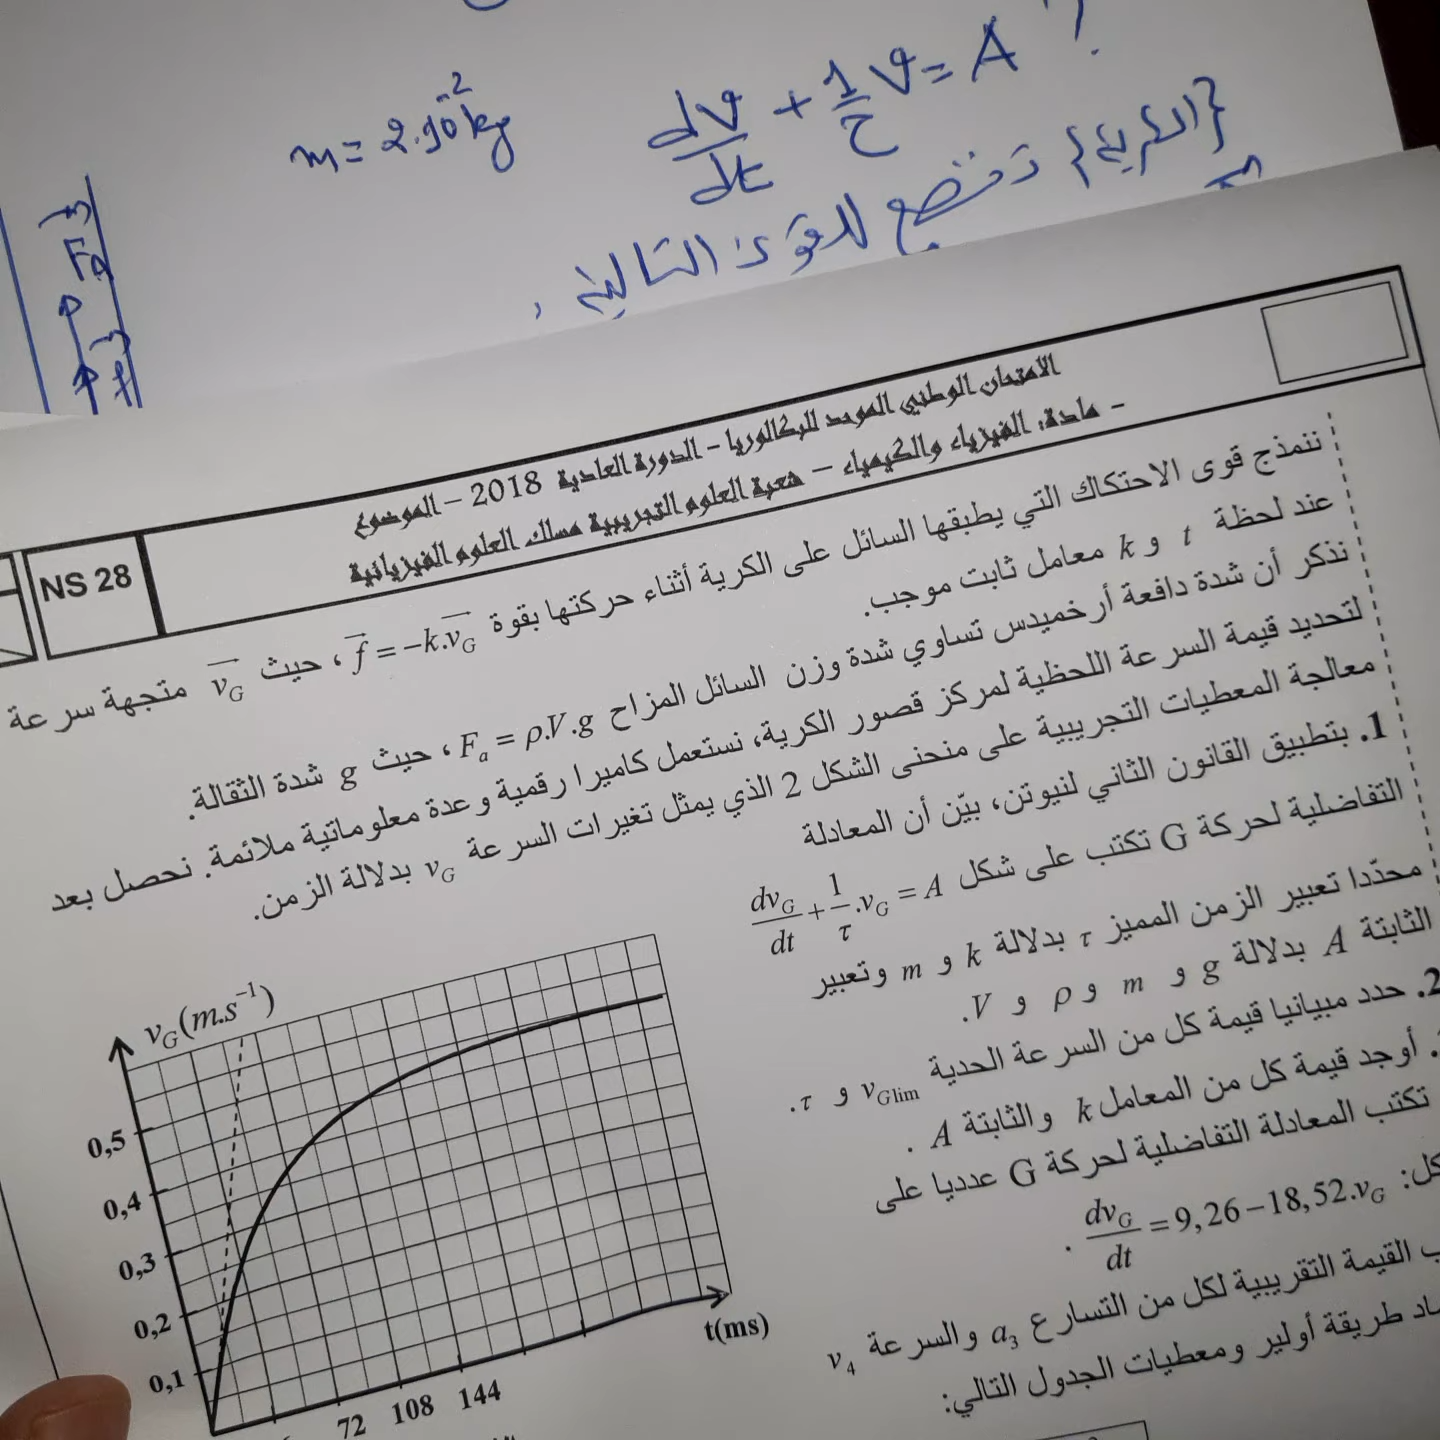 m = 2.10⁻² kg
dv/dt + 1/τ v = A ?
{الكرية} تخضع للقوى التالية:
الامتحان الوطني الموحد للبكالوريا – الدورة العادية 2018 – الموضوع
- مادة: الفيزياء والكيمياء – شعبة العلوم التجريبية مسلك العلوم الفيزيائية
NS 28
ننمذج قوى الاحتكاك التي يطبقها السائل على الكرية أثناء حركتها بقوة f = –k.v_G ، حيث v_G متجهة سرعة
عند لحظة t و k معامل ثابت موجب.
نذكر أن شدة دافعة أرخميدس تساوي شدة وزن السائل المزاح F_a = ρ.V.g ، حيث g شدة الثقالة.
لتحديد قيمة السرعة اللحظية لمركز قصور الكرية، نستعمل كاميرا رقمية وعدة معلوماتية ملائمة. نحصل بعد
معالجة المعطيات التجريبية على منحنى الشكل 2 الذي يمثل تغيرات السرعة v_G بدلالة الزمن.
1. بتطبيق القانون الثاني لنيوتن، بيّن أن المعادلة
التفاضلية لحركة G تكتب على شكل dv_G/dt + 1/τ .v_G = A
محدّدا تعبير الزمن المميز τ بدلالة k و m وتعبير
الثابتة A بدلالة g و m و ρ و V.
2. حدد مبيانيا قيمة كل من السرعة الحدية v_Glim و τ.
أوجد قيمة كل من المعامل k والثابتة A .
تكتب المعادلة التفاضلية لحركة G عدديا على
dv_G/dt = 9,26 – 18,52.v_G .
القيمة التقريبية لكل من التسارع a₃ والسرعة v₄
طريقة أولير ومعطيات الجدول التالي:
v_G(m.s⁻¹)
0,5
0,4
0,3
0,2
0,1
72 108 144
t(ms)